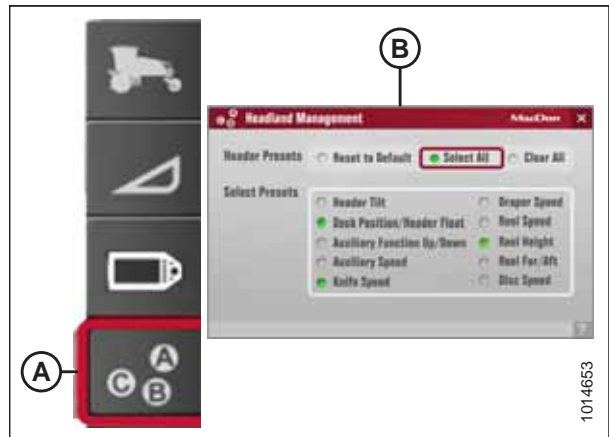 B
Headland Management MacDon X
Header Presets Reset to Default Select All Clear All
Select Presets
Header Tilt Draper Speed
Deck Position/Header Float Reel Speed
Auxiliary Function Up/Down Reel Height
Auxiliary Speed Reel For/Aft
Knife Speed Disc Speed
?
A
A
C B
1014653